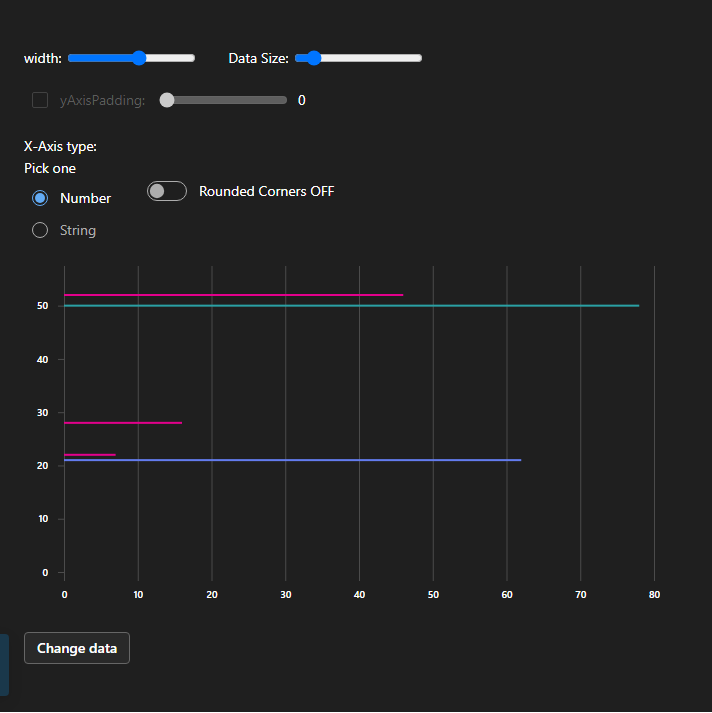 width: Data Size:
yAxisPadding: 0
X-Axis type:
Pick one
Number Rounded Corners OFF
String
50
40
30
20
10
0
0 10 20 30 40 50 60 70 80
Change data